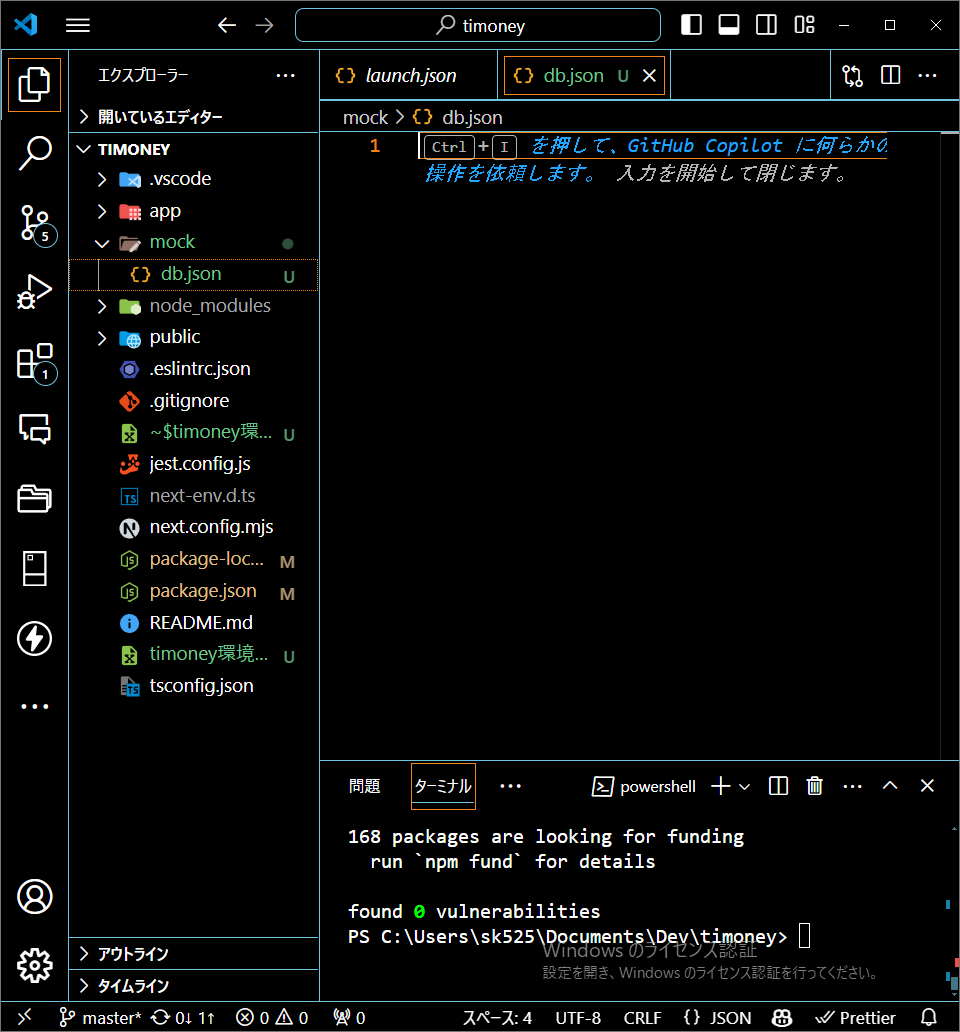 timoney
エクスプローラー
開いているエディター
TIMONEY
.vscode
app
mock
db.json U
node_modules
public
.eslintrc.json
.gitignore
~$timoney環... U
jest.config.js
next-env.d.ts
next.config.mjs
package-loc... M
package.json M
README.md
timoney環境... U
tsconfig.json
アウトライン
タイムライン
5
1
launch.json
db.json U
mock > db.json
1
Ctrl + I を押して、GitHub Copilot に何らかの
操作を依頼します。 入力を開始して閉じます。
問題
ターミナル
powershell
168 packages are looking for funding
run `npm fund` for details
found 0 vulnerabilities
PS C:\Users\sk525\Documents\Dev\timoney>
Windows のライセンス認証
設定を開き、Windows のライセンス認証を行ってください。
master* 0↓ 1↑ 0 0 0 スペース: 4 UTF-8 CRLF {} JSON Prettier